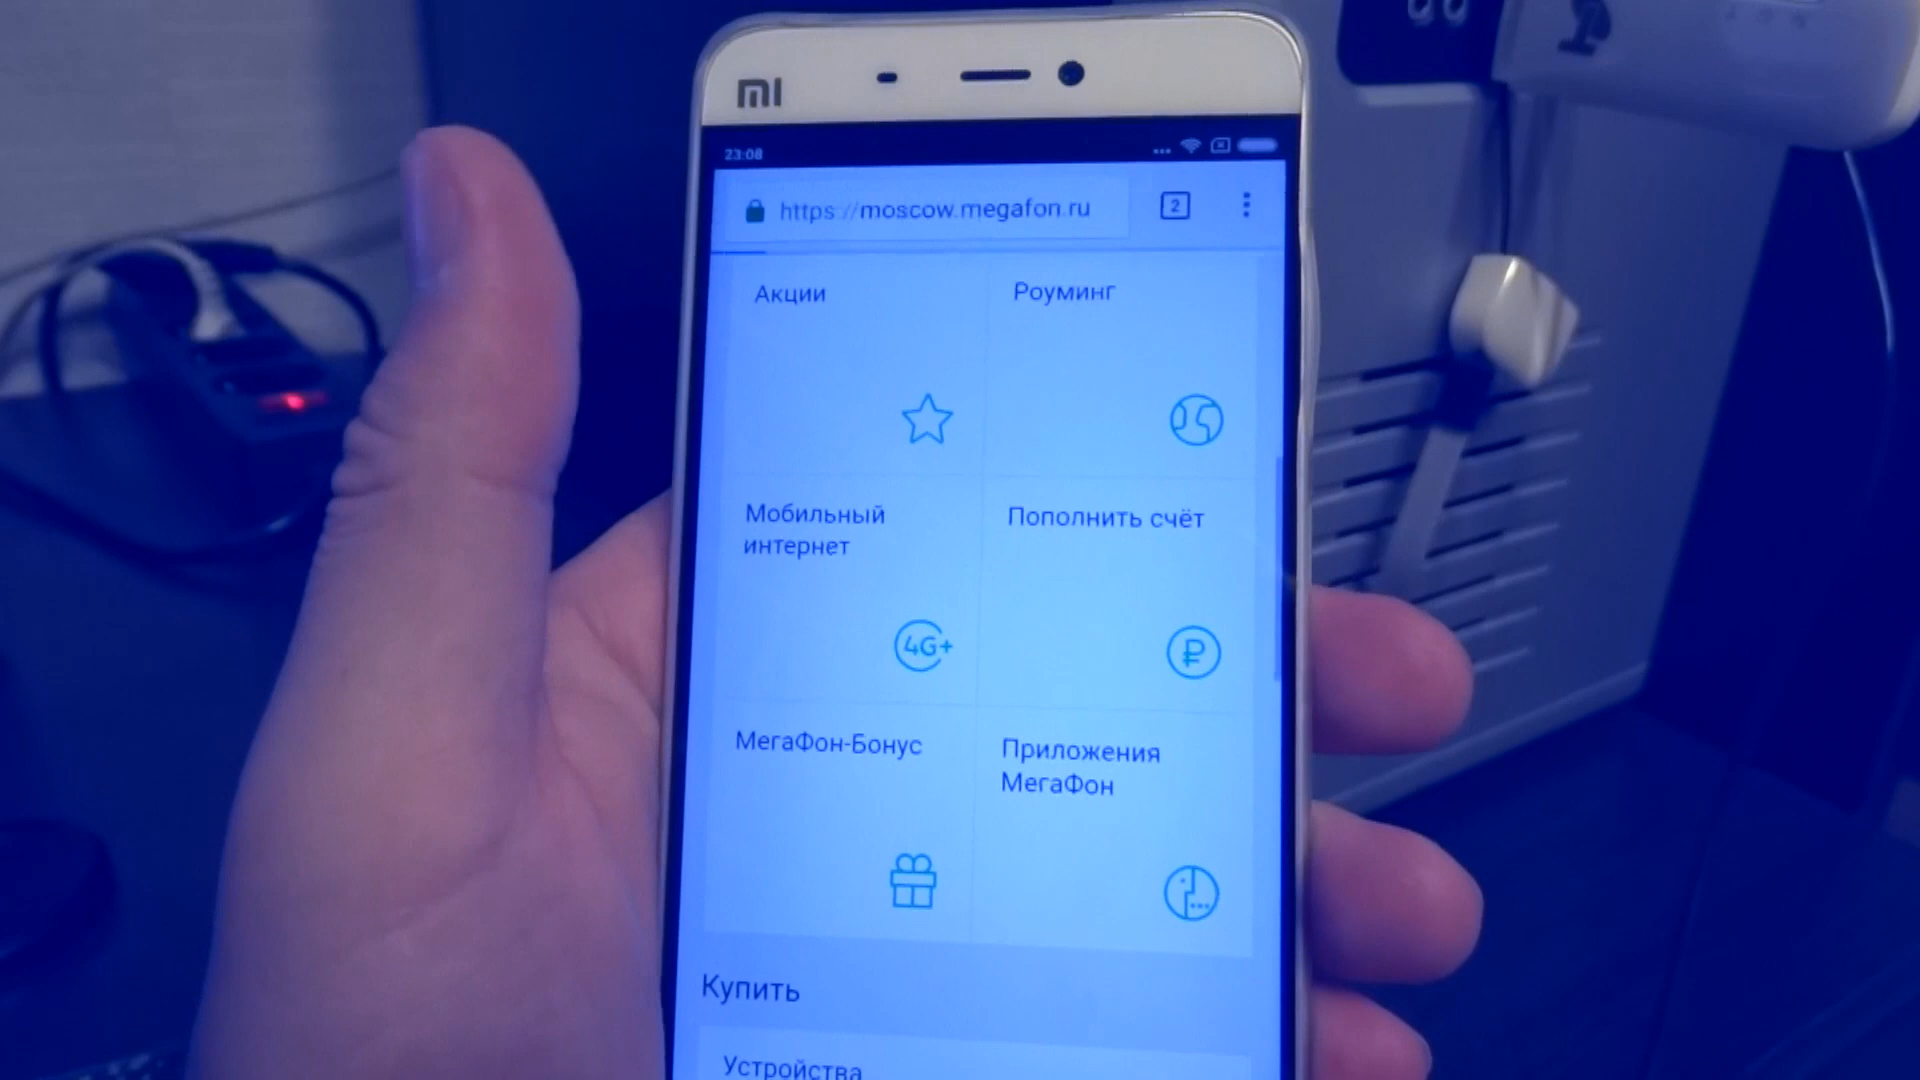 mi
23:08
https://moscow.megafon.ru
2
Акции
Роуминг
Мобильный
интернет
Пополнить счёт
4G+
₽
МегаФон-Бонус
Приложения
МегаФон
Купить
Устройства